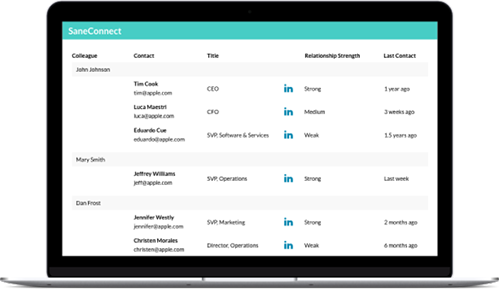 SaneConnect
Colleague Contact Title Relationship Strength Last Contact
John Johnson
Tim Cook
tim@apple.com CEO in Strong 1 year ago
Luca Maestri
luca@apple.com CFO in Medium 3 weeks ago
Eduardo Cue
eduardo@apple.com SVP, Software & Services in Weak 1.5 years ago
Mary Smith
Jeffrey Williams
jeff@apple.com SVP, Operations in Strong Last week
Dan Frost
Jennifer Westly
jennifer@apple.com SVP, Marketing in Strong 2 months ago
Christen Morales
christen@apple.com Director, Operations in Weak 6 months ago